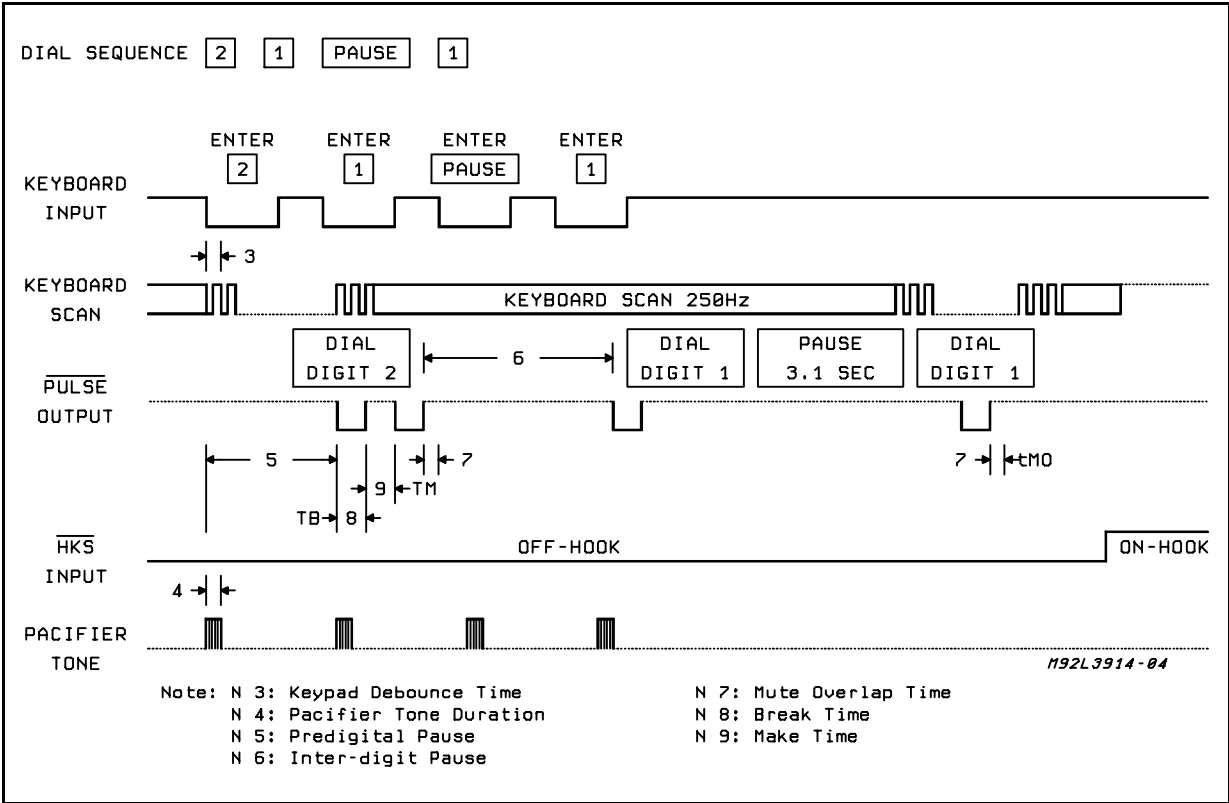 DIAL SEQUENCE 2 1 PAUSE 1
ENTER ENTER ENTER ENTER
2 1 PAUSE 1
KEYBOARD
INPUT
3
KEYBOARD
SCAN
KEYBOARD SCAN 250Hz
DIAL
DIGIT 2
6
DIAL
DIGIT 1
PAUSE
3.1 SEC
DIAL
DIGIT 1
PULSE
OUTPUT
5 7 7 tMO
9 TM
TB 8
HKS
INPUT
OFF-HOOK ON-HOOK
4
PACIFIER
TONE
M92L3914-04
Note: N 3: Keypad Debounce Time
N 4: Pacifier Tone Duration
N 5: Predigital Pause
N 6: Inter-digit Pause
N 7: Mute Overlap Time
N 8: Break Time
N 9: Make Time